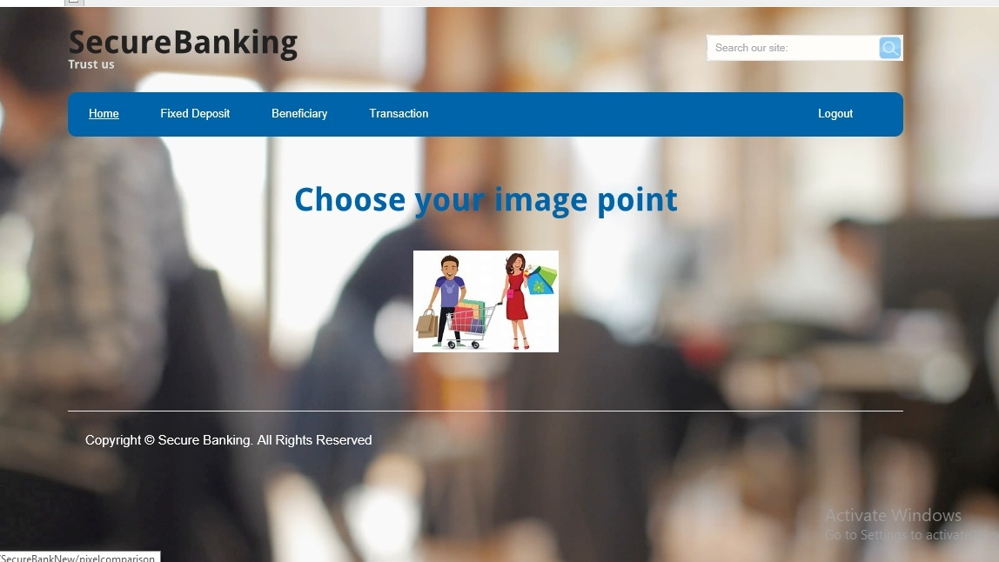 SecureBanking
Trust us
Search our site:
Home Fixed Deposit Beneficiary Transaction Logout
Choose your image point
Copyright © Secure Banking. All Rights Reserved
Activate Windows
Go to Settings to activate
/SecureBankNew/pixelcomparison